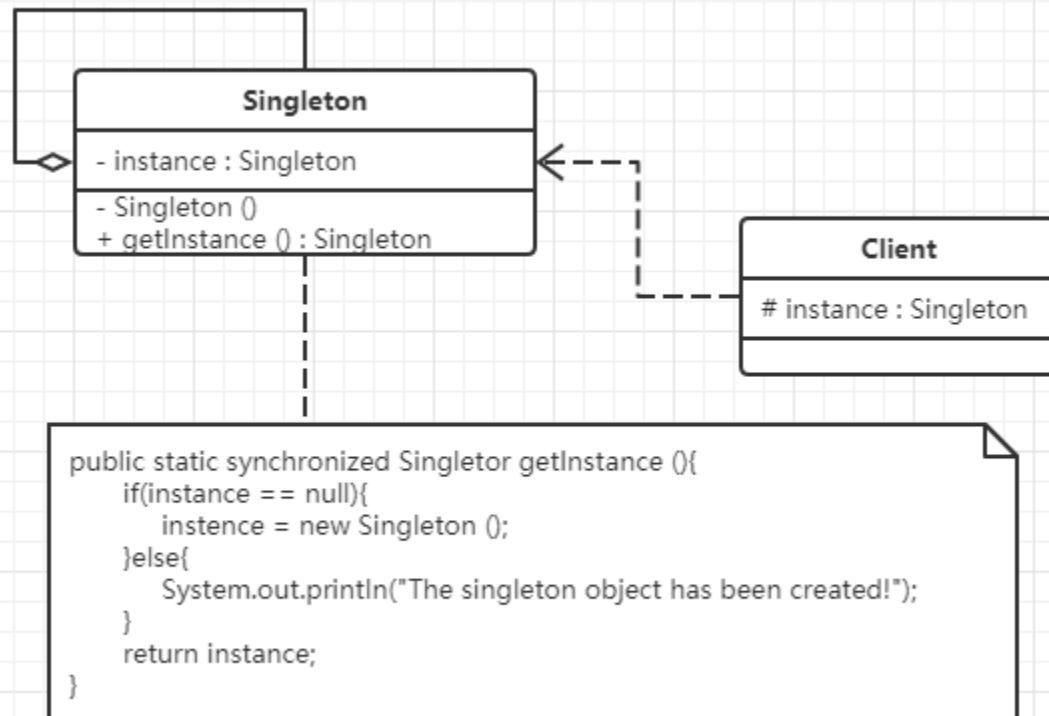 Singleton
- instance : Singleton
- Singleton ()
+ getInstance () : Singleton
Client
# instance : Singleton
public static synchronized Singletor getInstance (){
if(instance == null){
instence = new Singleton ();
}else{
System.out.println("The singleton object has been created!");
}
return instance;
}